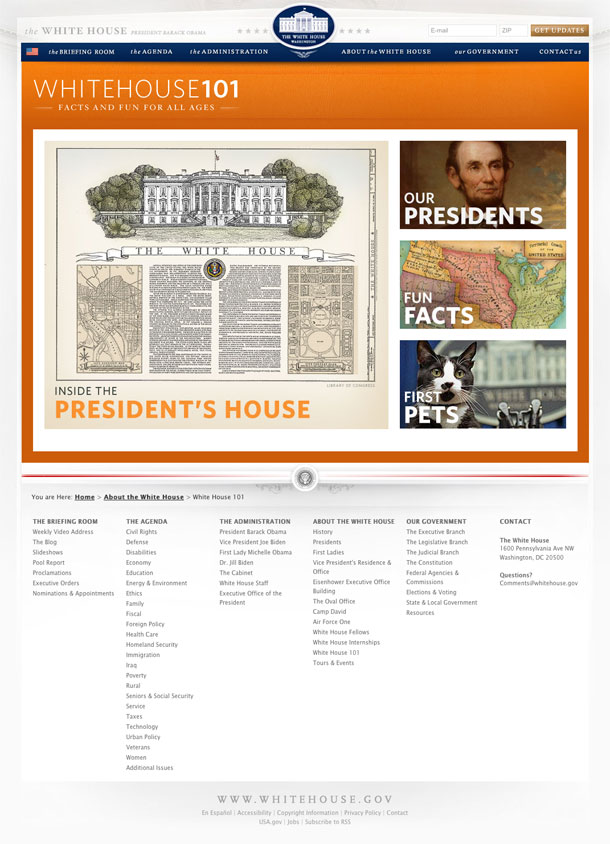 the WHITE HOUSE PRESIDENT BARACK OBAMA
THE WHITE HOUSE
WASHINGTON
E-mail
ZIP
GET UPDATES
the BRIEFING ROOM
the AGENDA
the ADMINISTRATION
ABOUT the WHITE HOUSE
our GOVERNMENT
CONTACT us
WHITEHOUSE101
FACTS AND FUN FOR ALL AGES
THE WHITE HOUSE
LIBRARY OF CONGRESS
INSIDE THE
PRESIDENT'S HOUSE
OUR
PRESIDENTS
UNITED STATES
FUN
FACTS
FIRST
PETS
You are Here: Home > About the White House > White House 101
THE BRIEFING ROOM
Weekly Video Address
The Blog
Slideshows
Pool Report
Proclamations
Executive Orders
Nominations & Appointments
THE AGENDA
Civil Rights
Defense
Disabilities
Economy
Education
Energy & Environment
Ethics
Family
Fiscal
Foreign Policy
Health Care
Homeland Security
Immigration
Iraq
Poverty
Rural
Seniors & Social Security
Service
Taxes
Technology
Urban Policy
Veterans
Women
Additional Issues
THE ADMINISTRATION
President Barack Obama
Vice President Joe Biden
First Lady Michelle Obama
Dr. Jill Biden
The Cabinet
White House Staff
Executive Office of the
President
ABOUT THE WHITE HOUSE
History
Presidents
First Ladies
Vice President's Residence &
Office
Eisenhower Executive Office
Building
The Oval Office
Camp David
Air Force One
White House Fellows
White House Internships
White House 101
Tours & Events
OUR GOVERNMENT
The Executive Branch
The Legislative Branch
The Judicial Branch
The Constitution
Federal Agencies &
Commissions
Elections & Voting
State & Local Government
Resources
CONTACT
The White House
1600 Pennsylvania Ave NW
Washington, DC 20500
Questions?
Comments@whitehouse.gov
WWW.WHITEHOUSE.GOV
En Español | Accessibility | Copyright Information | Privacy Policy | Contact
USA.gov | Jobs | Subscribe to RSS